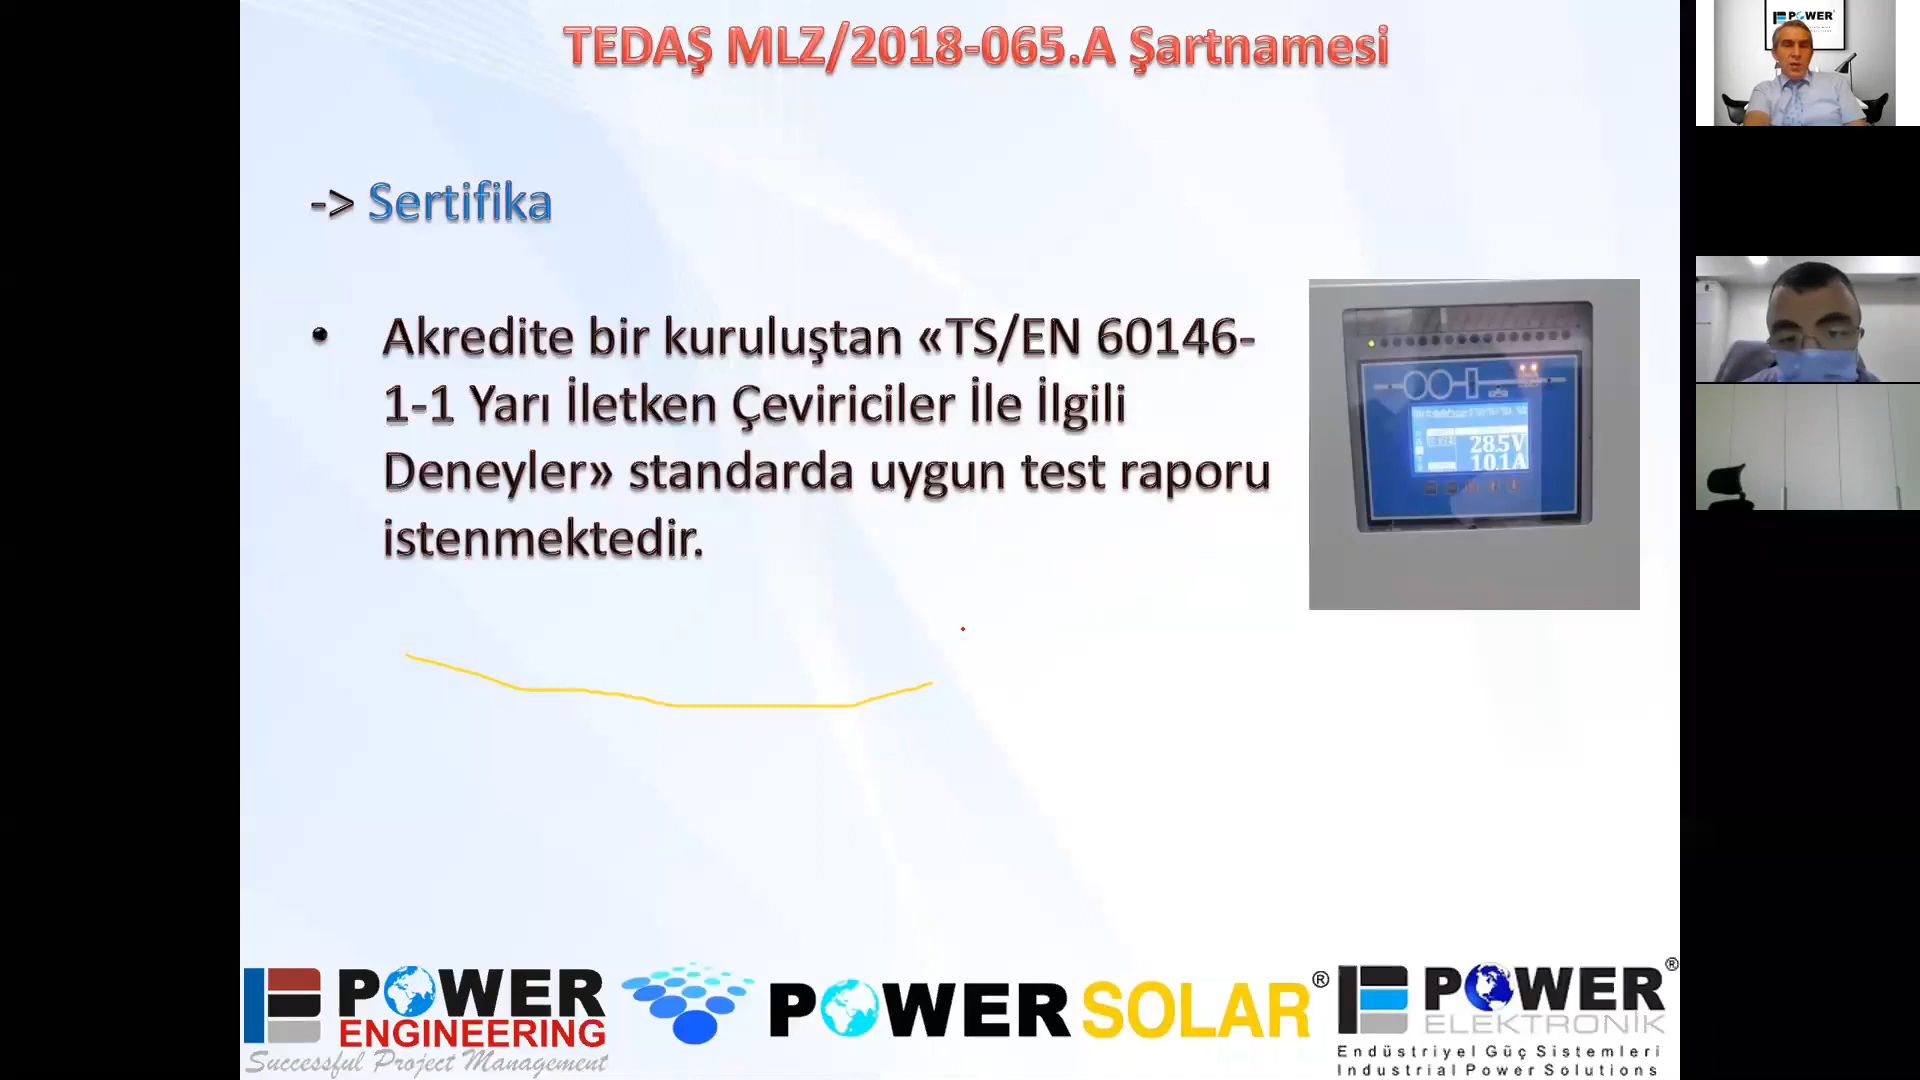 TEDAŞ MLZ/2018-065.A Şartnamesi
POWER
-> Sertifika
• Akredite bir kuruluştan «TS/EN 60146-
1-1 Yarı İletken Çeviriciler İle İlgili
Deneyler» standarda uygun test raporu
istenmektedir.
28.5V
10.1A
POWER
ENGINEERING
Successful Project Management
POWER SOLAR®
POWER®
ELEKTRONİK
Endüstriyel Güç Sistemleri
Industrial Power Solutions